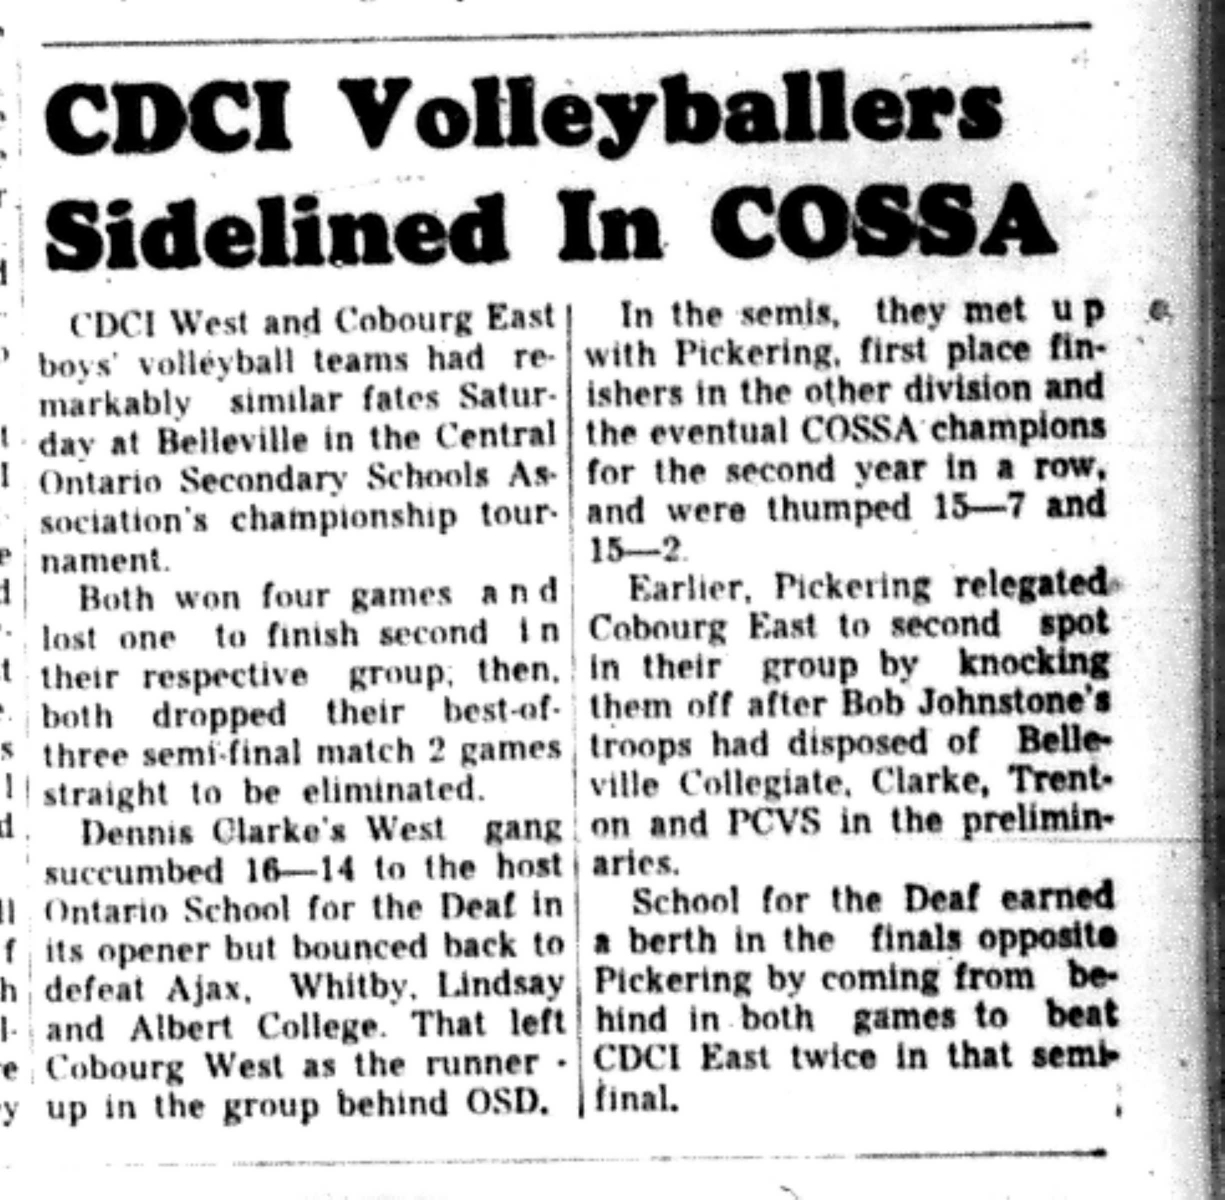 CDCI Volleyballers
Sidelined In COSSA
CDCI West and Cobourg East
boys' volleyball teams had re-
markably similar fates Satur-
day at Belleville in the Central
Ontario Secondary Schools As-
sociation's championship tour-
nament.
Both won four games and
lost one to finish second in
their respective group; then,
both dropped their best-of-
three semi-final match 2 games
straight to be eliminated.
Dennis Clarke's West gang
succumbed 16—14 to the host
Ontario School for the Deaf in
its opener but bounced back to
defeat Ajax, Whitby, Lindsay
and Albert College. That left
Cobourg West as the runner -
up in the group behind OSD.
In the semis, they met up
with Pickering, first place fin-
ishers in the other division and
the eventual COSSA champions
for the second year in a row,
and were thumped 15—7 and
15—2.
Earlier, Pickering relegated
Cobourg East to second spot
in their group by knocking
them off after Bob Johnstone's
troops had disposed of Belle-
ville Collegiate, Clarke, Trent-
on and PCVS in the prelimin-
aries.
School for the Deaf earned
a berth in the finals opposite
Pickering by coming from be-
hind in both games to beat
CDCI East twice in that semi-
final.